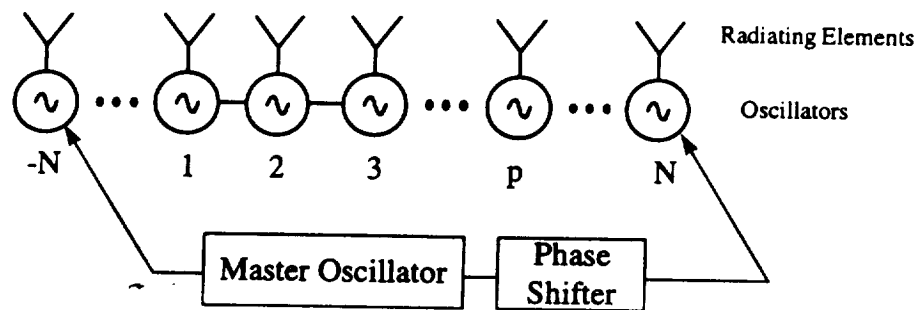 Radiating Elements
Oscillators
-N 1 2 3 p N
Master Oscillator
Phase
Shifter